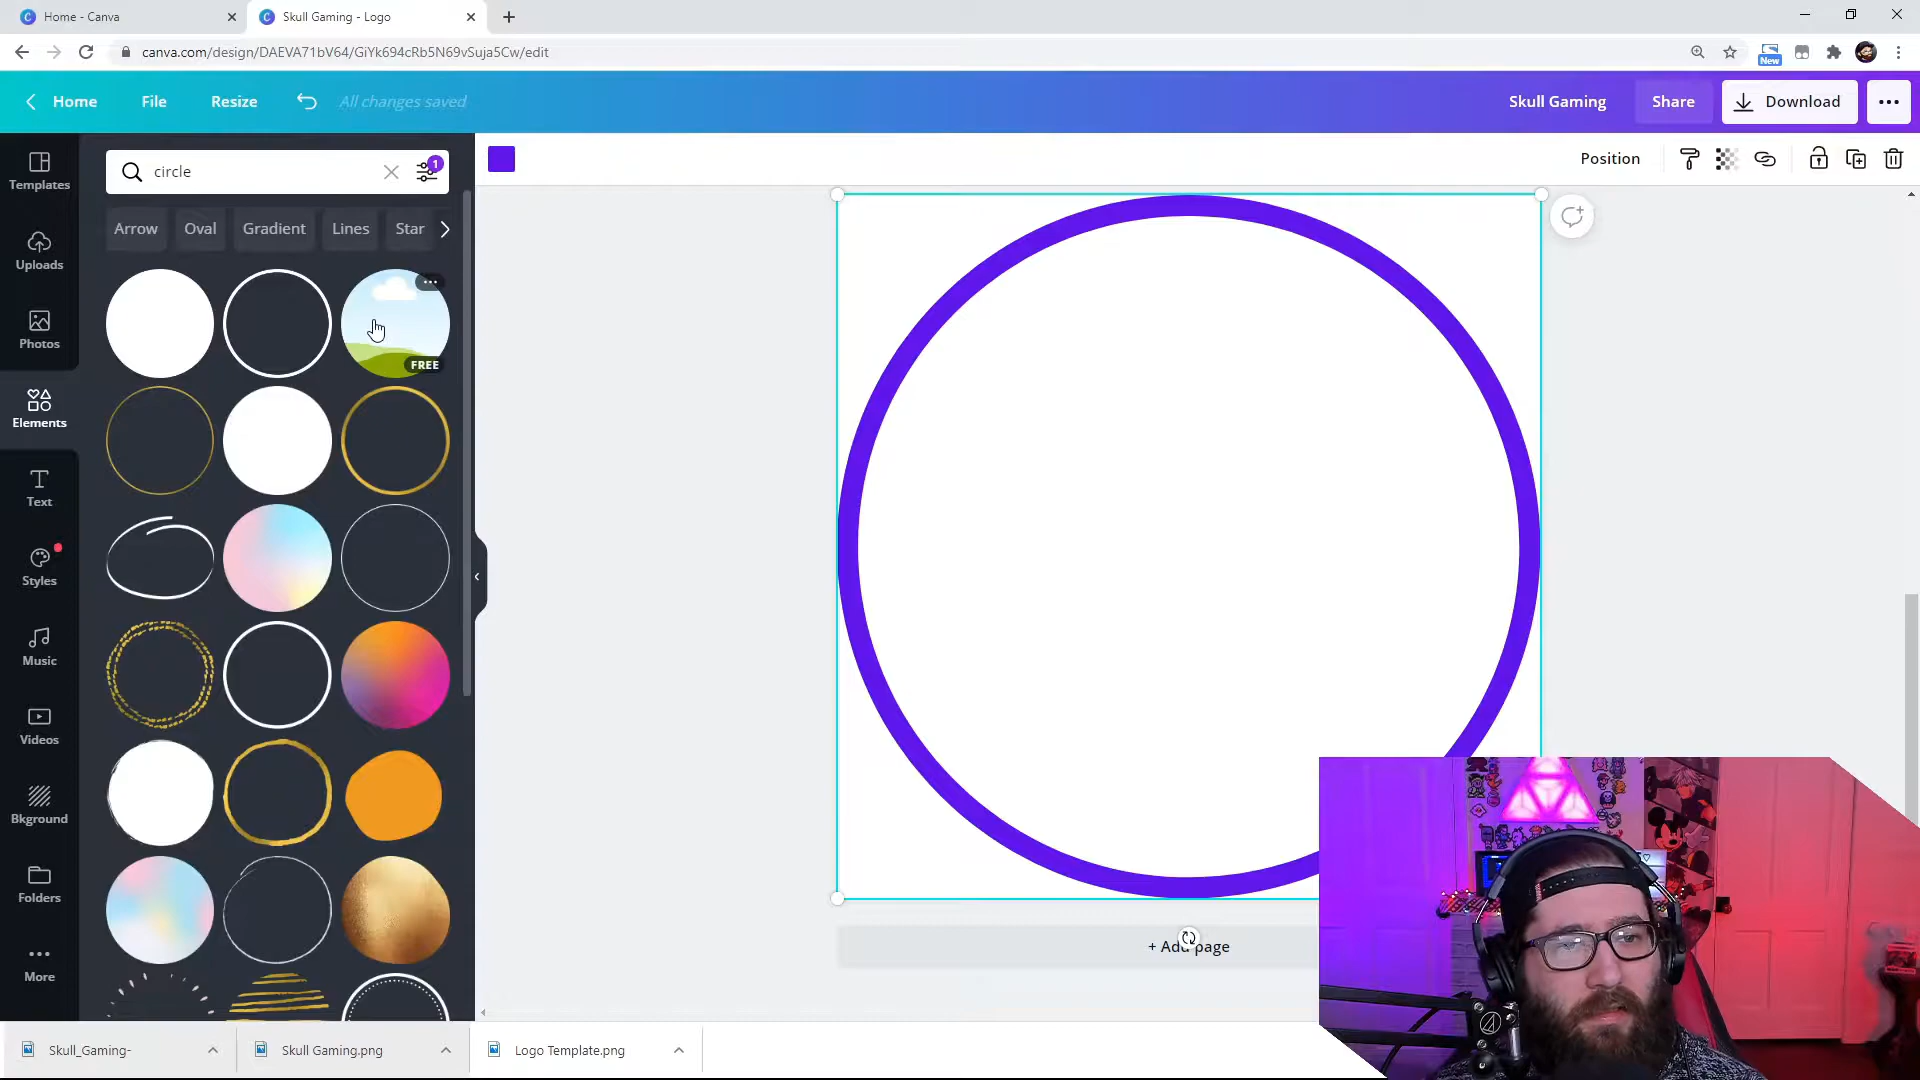 Home - Canva
Skull Gaming - Logo
canva.com/design/DAEVA71bV64/GiYk694cRb5N69vSuja5Cw/edit
New
Home
File
Resize
All changes saved
Skull Gaming
Share
Download
Templates
Uploads
Photos
Elements
Text
Styles
Music
Videos
Bkground
Folders
More
circle
1
Arrow
Oval
Gradient
Lines
Star
FREE
Position
+ Add page
Skull_Gaming-
Skull Gaming.png
Logo Template.png